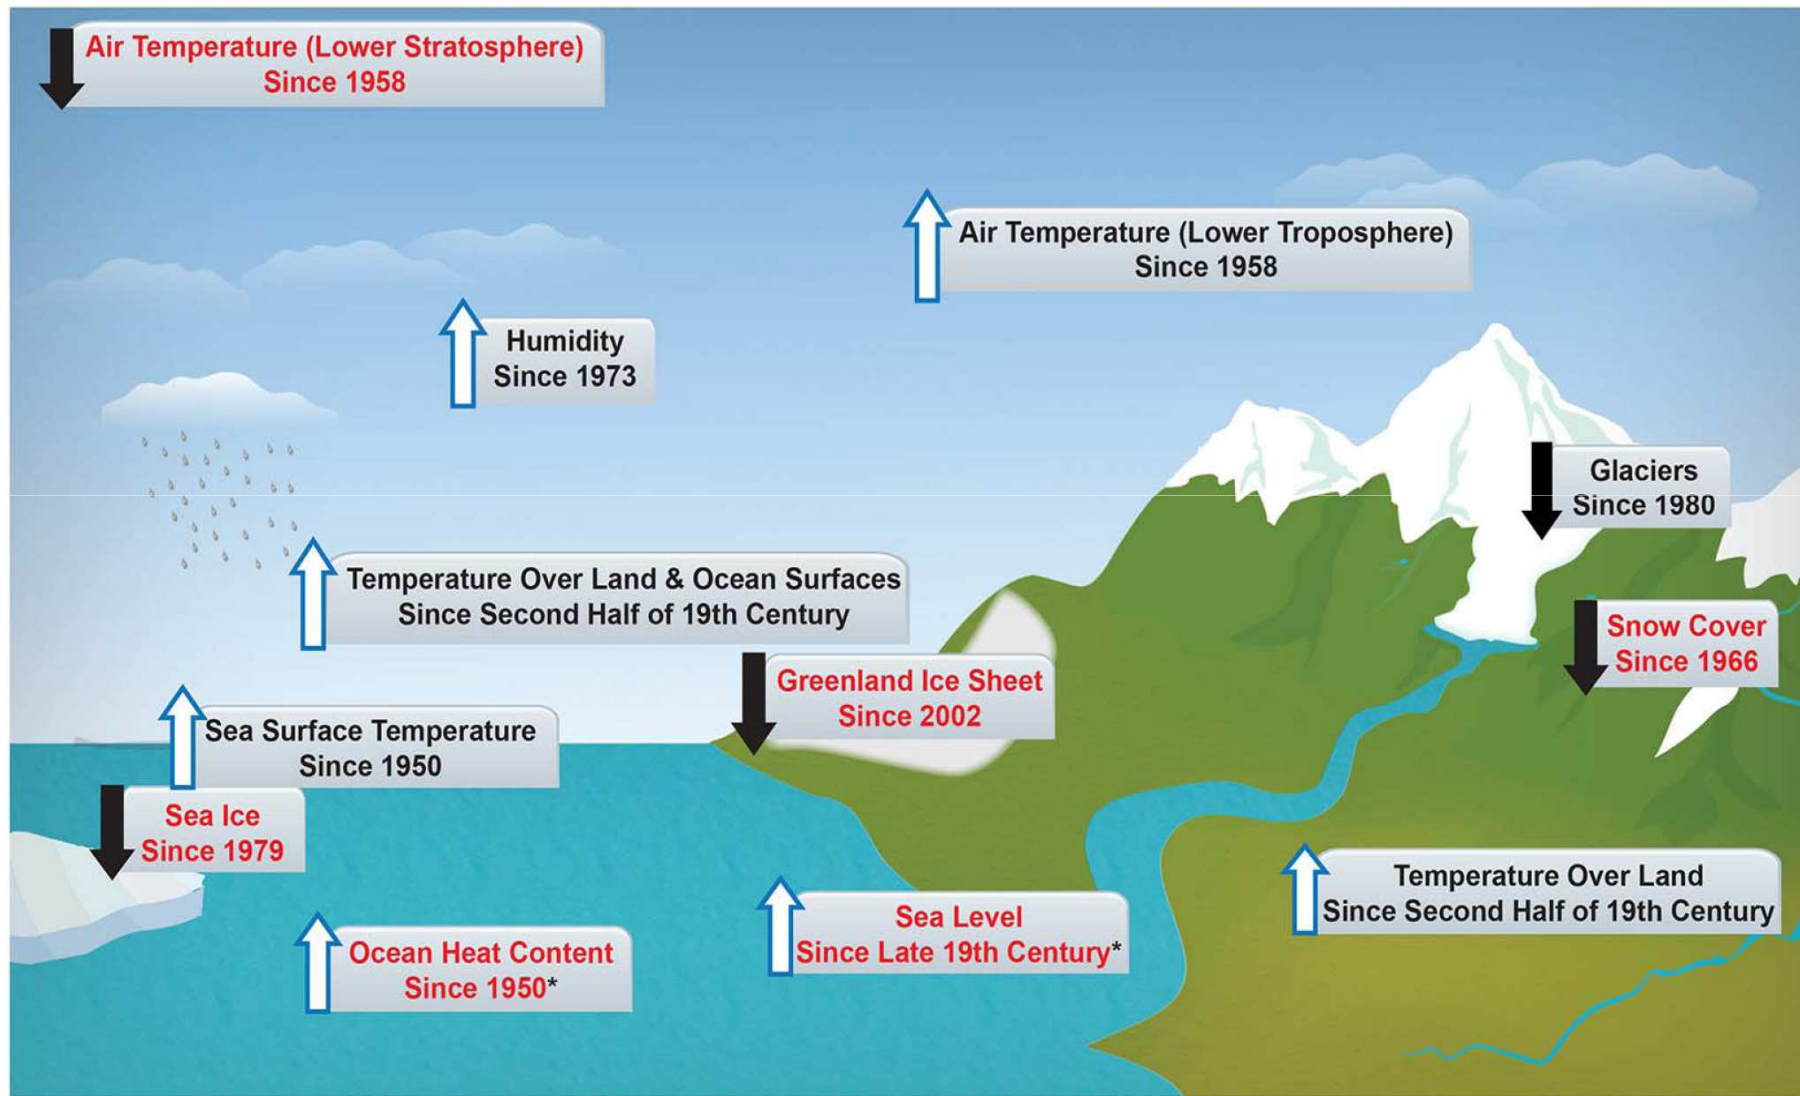 Air Temperature (Lower Stratosphere)
Since 1958
Air Temperature (Lower Troposphere)
Since 1958
Humidity
Since 1973
Glaciers
Since 1980
Temperature Over Land & Ocean Surfaces
Since Second Half of 19th Century
Snow Cover
Since 1966
Greenland Ice Sheet
Since 2002
Sea Surface Temperature
Since 1950
Sea Ice
Since 1979
Temperature Over Land
Since Second Half of 19th Century
Sea Level
Since Late 19th Century*
Ocean Heat Content
Since 1950*